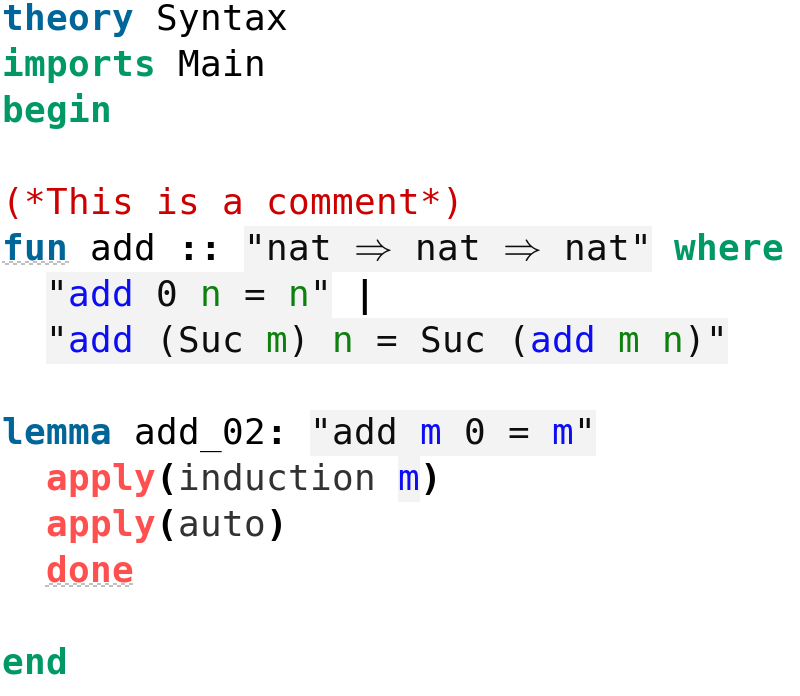 theory Syntax
imports Main
begin
(*This is a comment*)
fun add :: "nat ⇒ nat ⇒ nat" where
"add 0 n = n" |
"add (Suc m) n = Suc (add m n)"
lemma add_02: "add m 0 = m"
apply(induction m)
apply(auto)
done
end